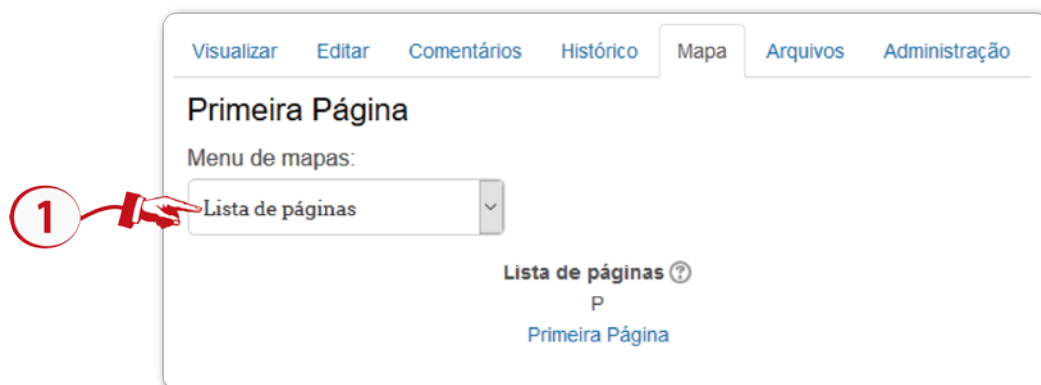 Visualizar Editar Comentários Histórico Mapa Arquivos Administração
Primeira Página
Menu de mapas:
1
Lista de páginas
Lista de páginas ?
P
Primeira Página